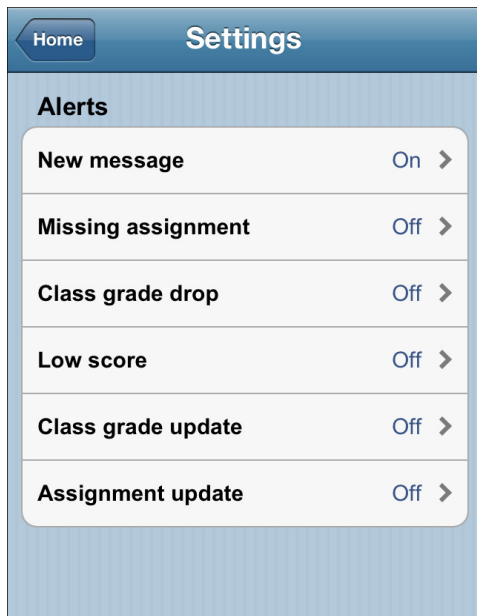 Home Settings
Alerts
New message On
Missing assignment Off
Class grade drop Off
Low score Off
Class grade update Off
Assignment update Off